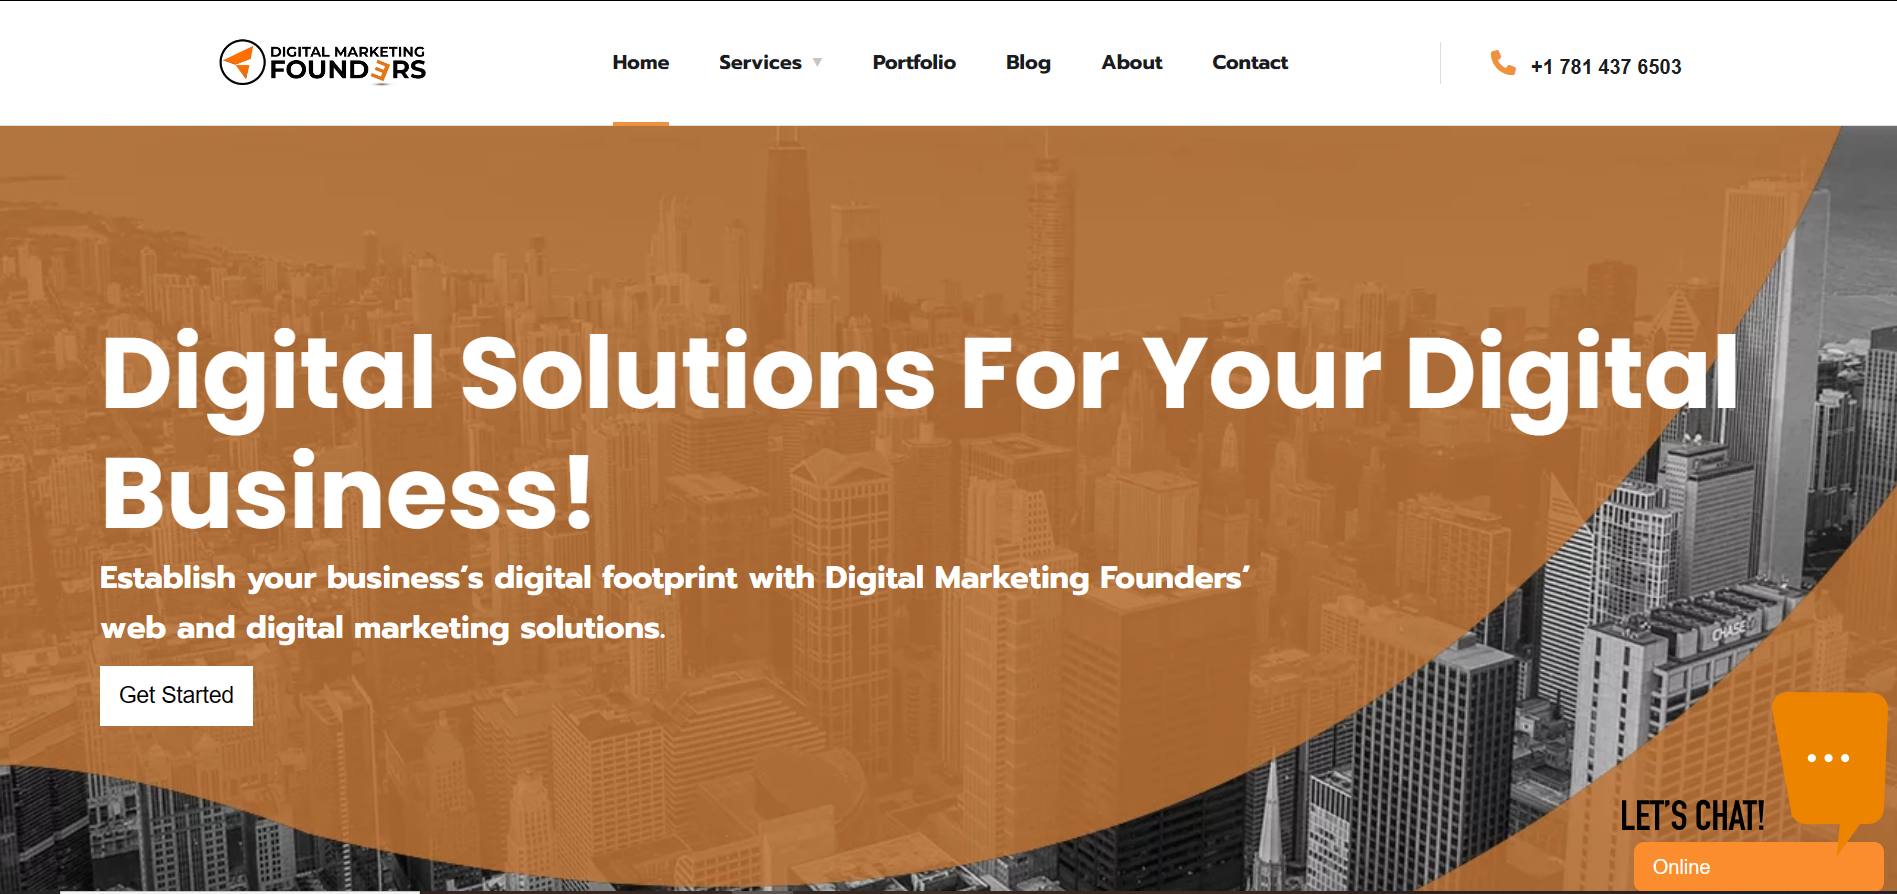 DIGITAL MARKETING
FOUNDERS
Home
Services
Portfolio
Blog
About
Contact
+1 781 437 6503
Digital Solutions For Your Digital
Business!
Establish your business’s digital footprint with Digital Marketing Founders’
web and digital marketing solutions.
Get Started
CHASE
LET'S CHAT!
Online